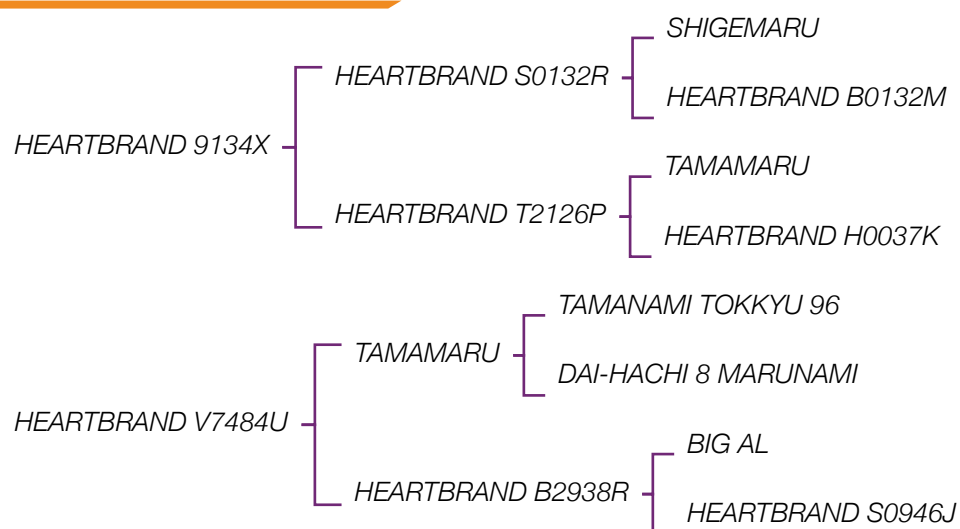 SHIGEMARU
HEARTBRAND S0132R
HEARTBRAND B0132M
HEARTBRAND 9134X
TAMAMARU
HEARTBRAND T2126P
HEARTBRAND H0037K
TAMANAMI TOKKYU 96
TAMAMARU
DAI-HACHI 8 MARUNAMI
HEARTBRAND V7484U
BIG AL
HEARTBRAND B2938R
HEARTBRAND S0946J